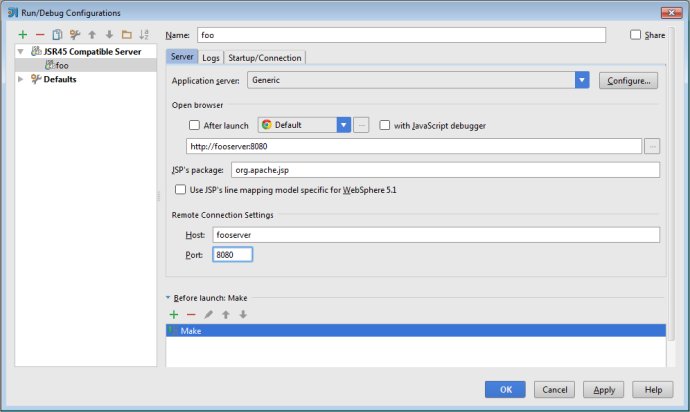 Run/Debug Configurations
Name: foo Share
JSR45 Compatible Server
foo
Defaults
Server Logs Startup/Connection
Application server: Generic Configure...
Open browser
After launch Default ... with JavaScript debugger
http://fooserver:8080 ...
JSP's package: org.apache.jsp
Use JSP's line mapping model specific for WebSphere 5.1
Remote Connection Settings
Host: fooserver
Port: 8080
Before launch: Make
Make
OK Cancel Apply Help